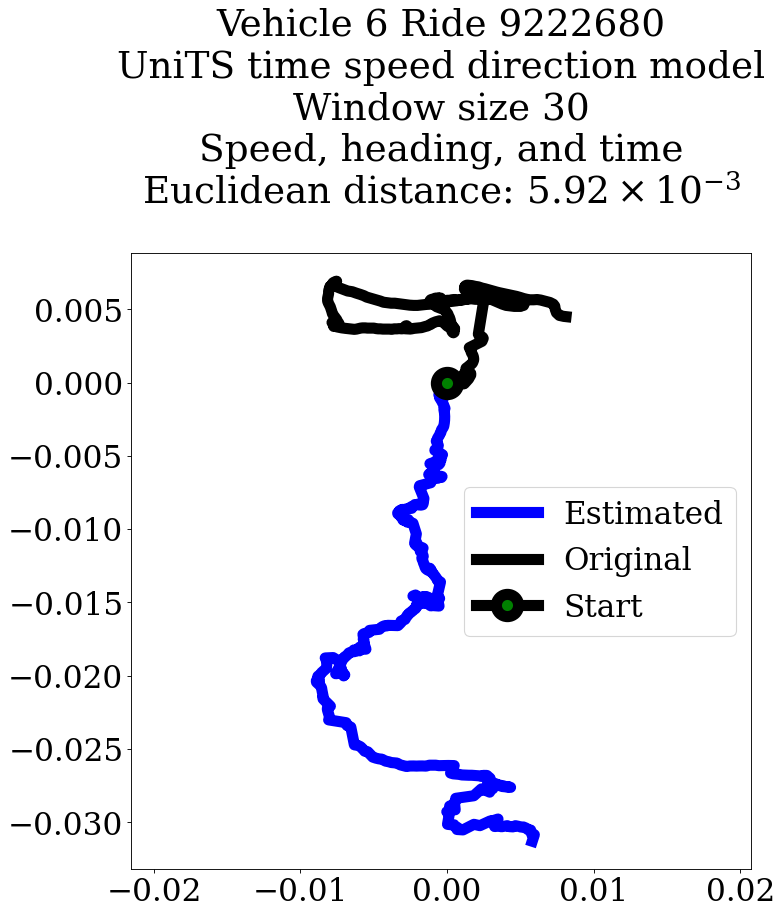 Vehicle 6 Ride 9222680
UniTS time speed direction model
Window size 30
Speed, heading, and time
Euclidean distance: 5.92 × 10⁻³
0.005
0.000
−0.005
−0.010
−0.015
−0.020
−0.025
−0.030
Estimated
Original
Start
−0.02 −0.01 0.00 0.01 0.02